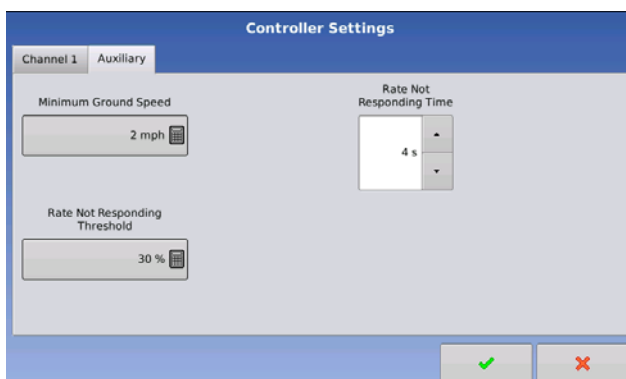 Controller Settings
Channel 1
Auxiliary
Minimum Ground Speed
2 mph
Rate Not
Responding Time
4 s
Rate Not Responding
Threshold
30 %